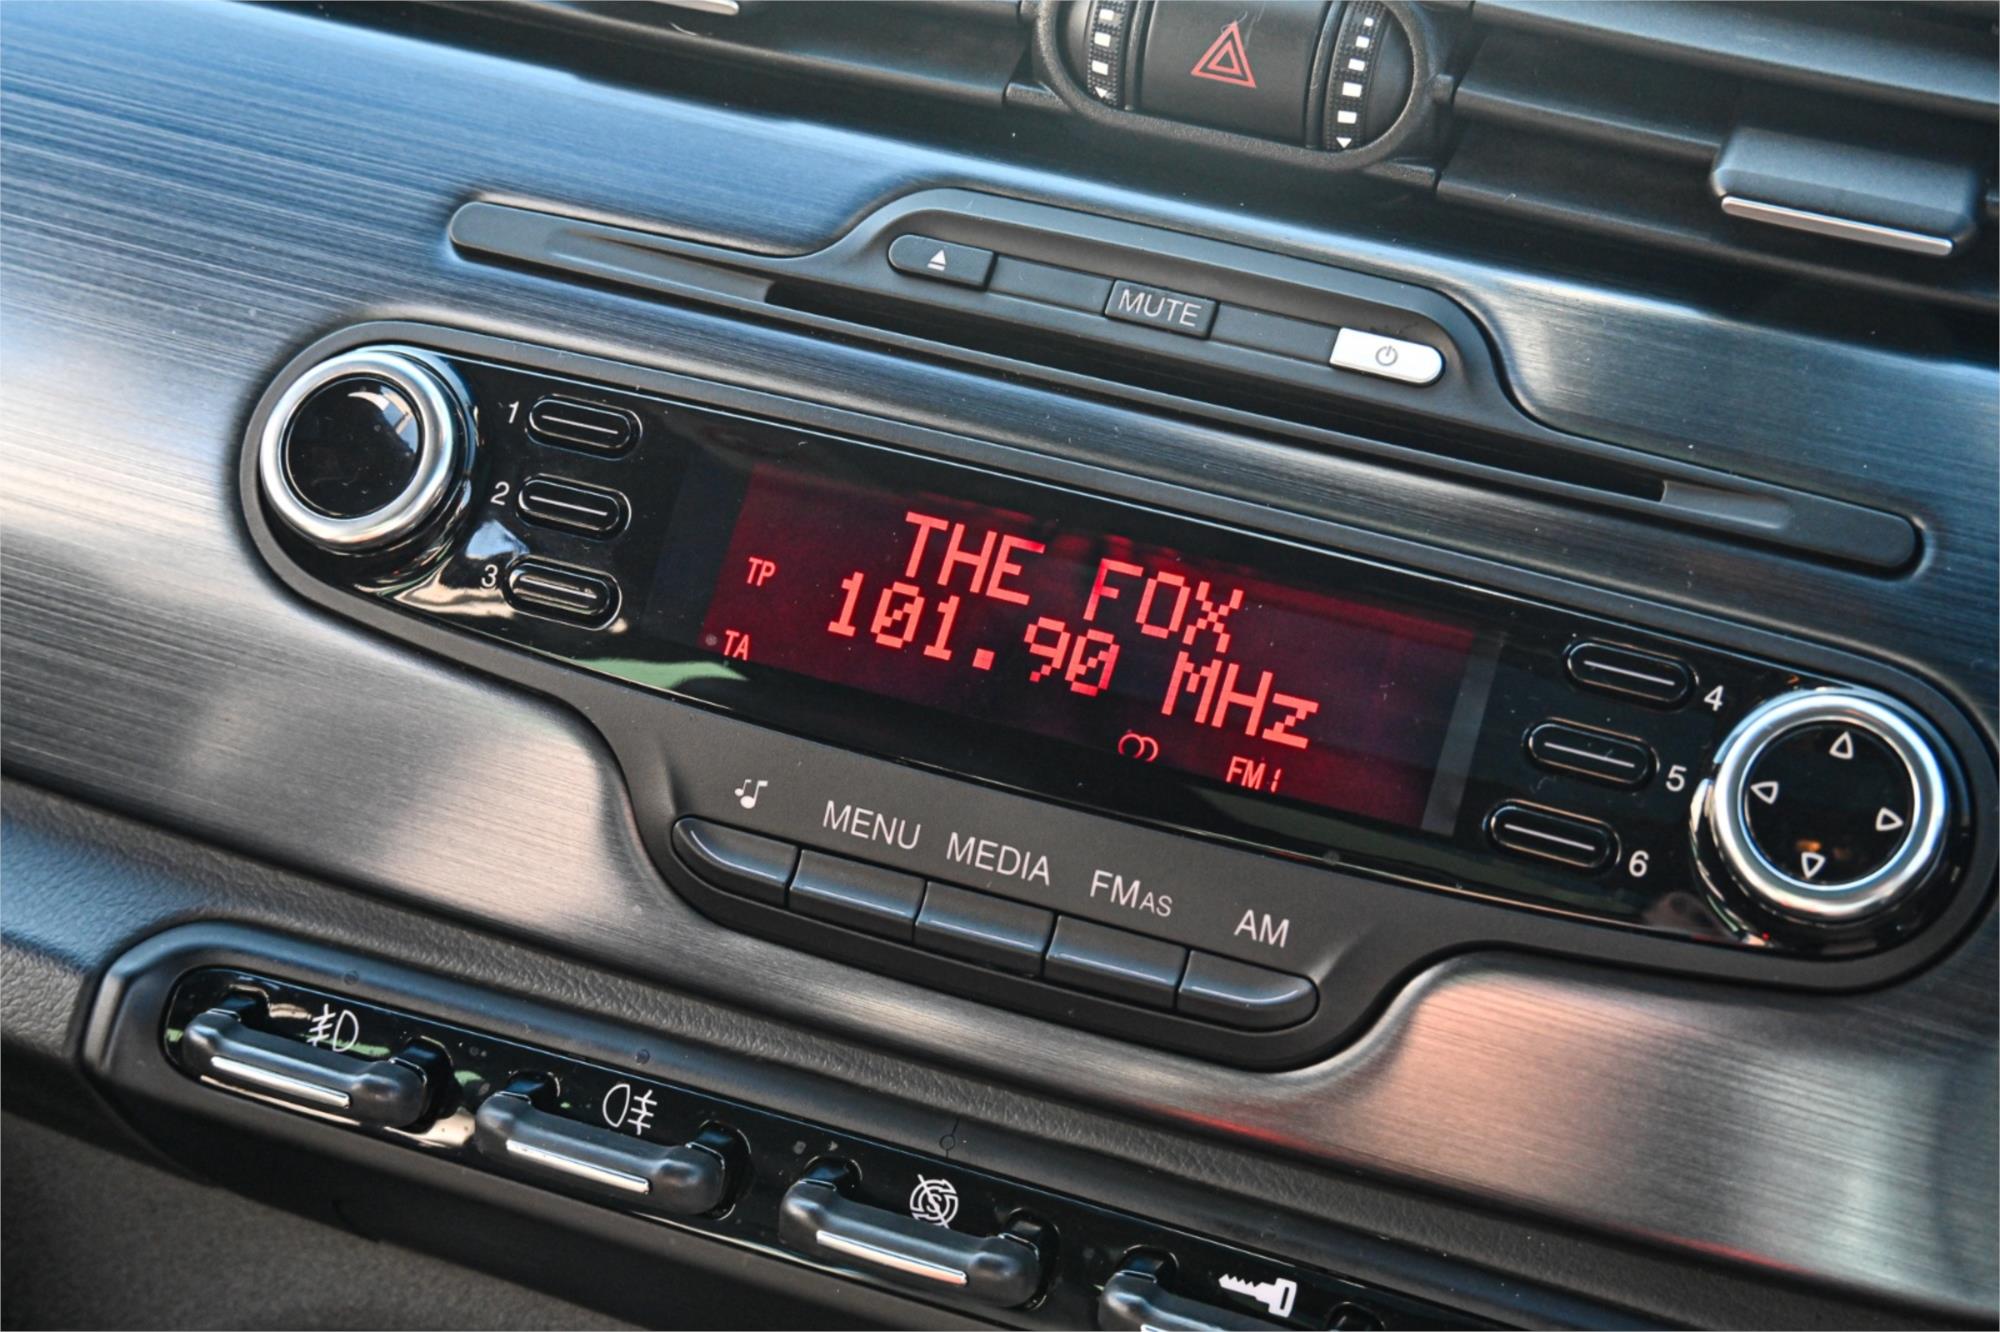 MUTE
1
2
3
THE FOX
TP
101.90 MHz
TA
FM1
4
5
6
MENU
MEDIA
FMAS
AM